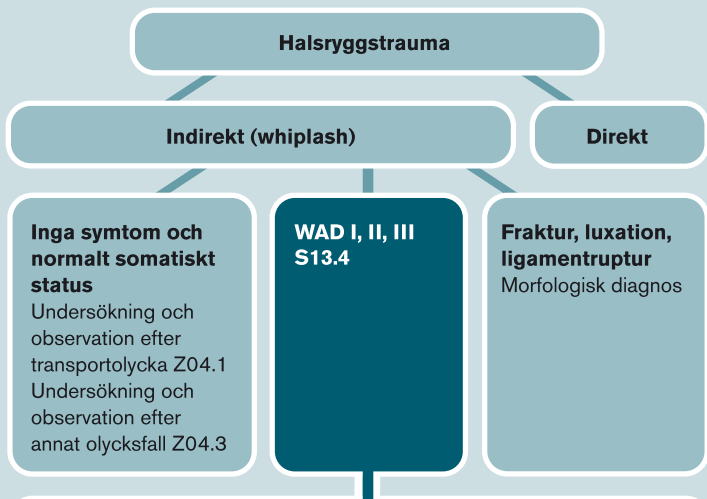 Halsryggstrauma
Indirekt (whiplash)
Direkt
Inga symtom och
normalt somatiskt
status
Undersökning och
observation efter
transportolycka Z04.1
Undersökning och
observation efter
annat olycksfall Z04.3
WAD I, II, III
S13.4
Fraktur, luxation,
ligamentruptur
Morfologisk diagnos